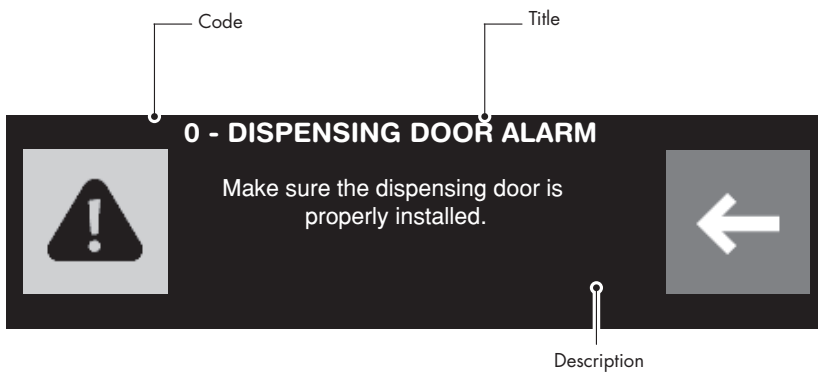 Code
Title
0 - DISPENSING DOOR ALARM
Make sure the dispensing door is
properly installed.
Description